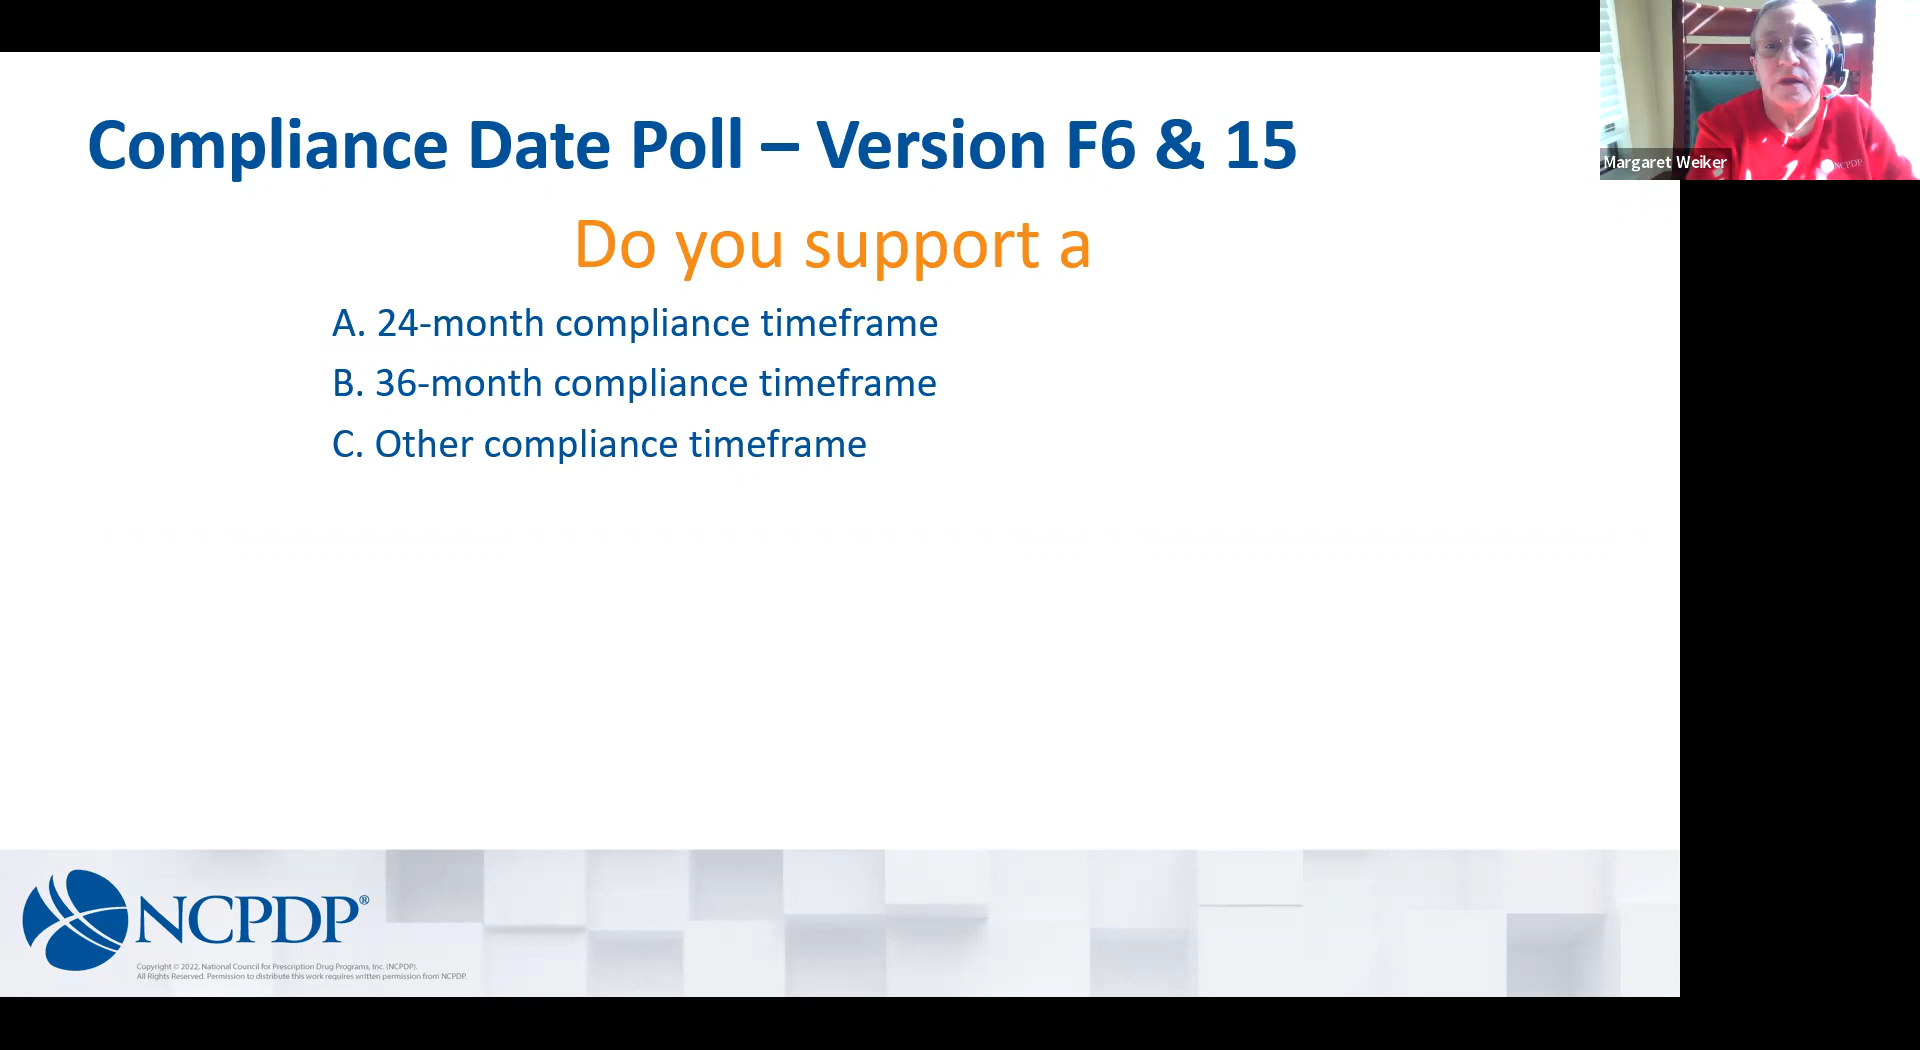 Compliance Date Poll – Version F6 & 15
Do you support a
A. 24-month compliance timeframe
B. 36-month compliance timeframe
C. Other compliance timeframe
Margaret Weiker
NCPDP
NCPDP®
Copyright © 2022, National Council for Prescription Drug Programs, Inc. (NCPDP).
All Rights Reserved. Permission to distribute this work requires written permission from NCPDP.